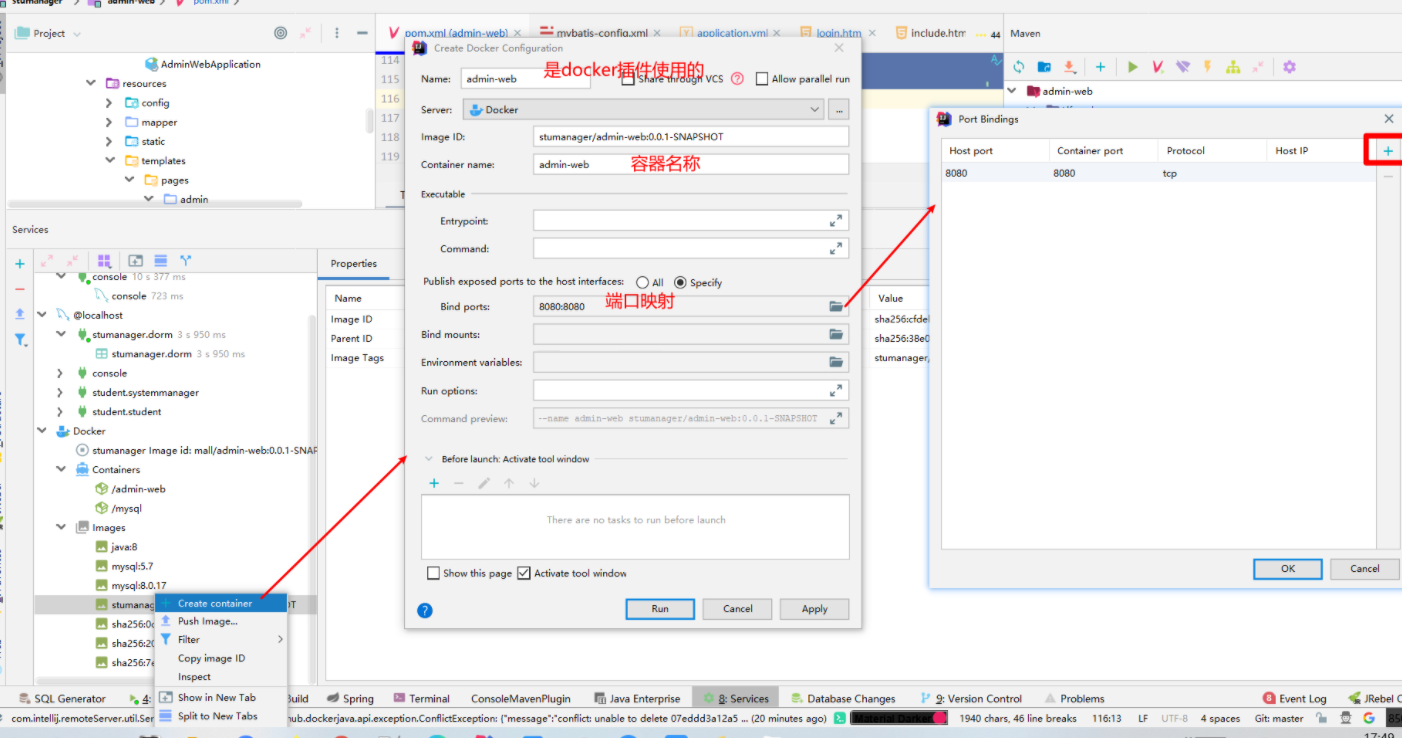 stumanager
admin-web
pom.xml
Project
pom.xml (admin-web)
mybatis-config.xml
application.yml
login.htm
include.htm
44
Maven
AdminWebApplication
resources
config
mapper
static
templates
pages
admin
114
115
116
117
118
119
admin-web
Services
console 10 s 377 ms
console 723 ms
@localhost
stumanager.dorm 3 s 950 ms
stumanager.dorm 3 s 950 ms
console
student.systemmanager
student.student
Docker
stumanager Image id: mall/admin-web:0.0.1-SNAP
Containers
/admin-web
/mysql
Images
java:8
mysql:5.7
mysql:8.0.17
stumanag
OT
sha256:0
sha256:20
sha256:7e
Create container
Push Image...
Filter
Copy image ID
Inspect
Show in New Tab
Split to New Tabs
Properties
Name
Value
Image ID
sha256:cfde
Parent ID
sha256:38e0
Image Tags
stumanager/
Create Docker Configuration
是docker插件使用的
Name: admin-web
Share through VCS
Allow parallel run
Server: Docker
...
Image ID: stumanager/admin-web:0.0.1-SNAPSHOT
Container name: admin-web
容器名称
Executable
Entrypoint:
Command:
Publish exposed ports to the host interfaces: All Specify
端口映射
Bind ports: 8080:8080
Bind mounts:
Environment variables:
Run options:
Command preview: --name admin-web stumanager/admin-web:0.0.1-SNAPSHOT
Before launch: Activate tool window
There are no tasks to run before launch
Show this page Activate tool window
Run Cancel Apply
Port Bindings
Host port Container port Protocol Host IP
8080 8080 tcp
OK Cancel
SQL Generator
4:
Build
Spring
Terminal
ConsoleMavenPlugin
Java Enterprise
8: Services
Database Changes
9: Version Control
Problems
Event Log
JRebel C
com.intellij.remoteServer.util.Ser
hub.dockerjava.api.exception.ConflictException: {"message":"conflict: unable to delete 07eddd3a12a5 ... (20 minutes ago)
Material Darker
1940 chars, 46 line breaks
116:13
LF
UTF-8
4 spaces
Git: master
17:49